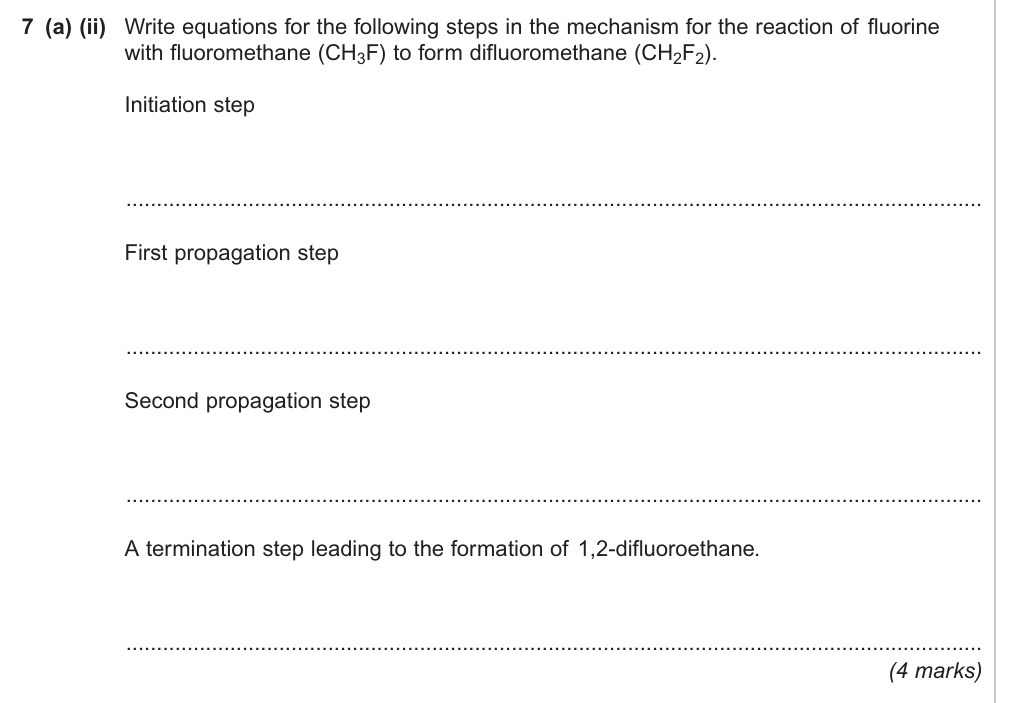 7 (a) (ii) Write equations for the following steps in the mechanism for the reaction of fluorine
with fluoromethane (CH₃F) to form difluoromethane (CH₂F₂).
Initiation step
................................................................................
First propagation step
................................................................................
Second propagation step
................................................................................
A termination step leading to the formation of 1,2-difluoroethane.
................................................................................
(4 marks)